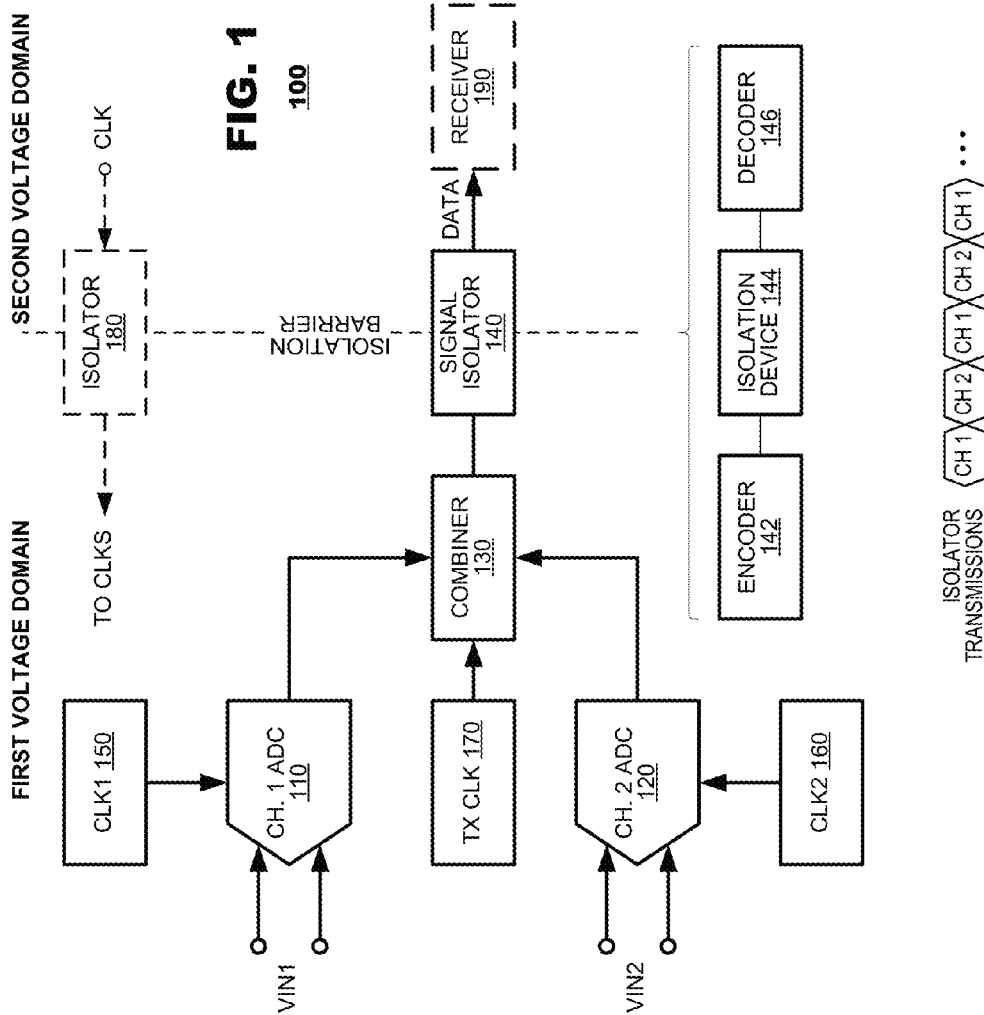 FIRST VOLTAGE DOMAIN
SECOND VOLTAGE DOMAIN
CLK1 150
TO CLKS
ISOLATOR
180
CLK
CH. 1 ADC
110
VIN1
ISOLATION
BARRIER
FIG. 1
100
TX CLK 170
COMBINER
130
SIGNAL
ISOLATOR
140
DATA
RECEIVER
190
CH. 2 ADC
120
VIN2
CLK2 160
ENCODER
142
ISOLATION
DEVICE 144
DECODER
146
ISOLATOR
TRANSMISSIONS
CH 1 CH 2 CH 1 CH 2 CH 1 ...